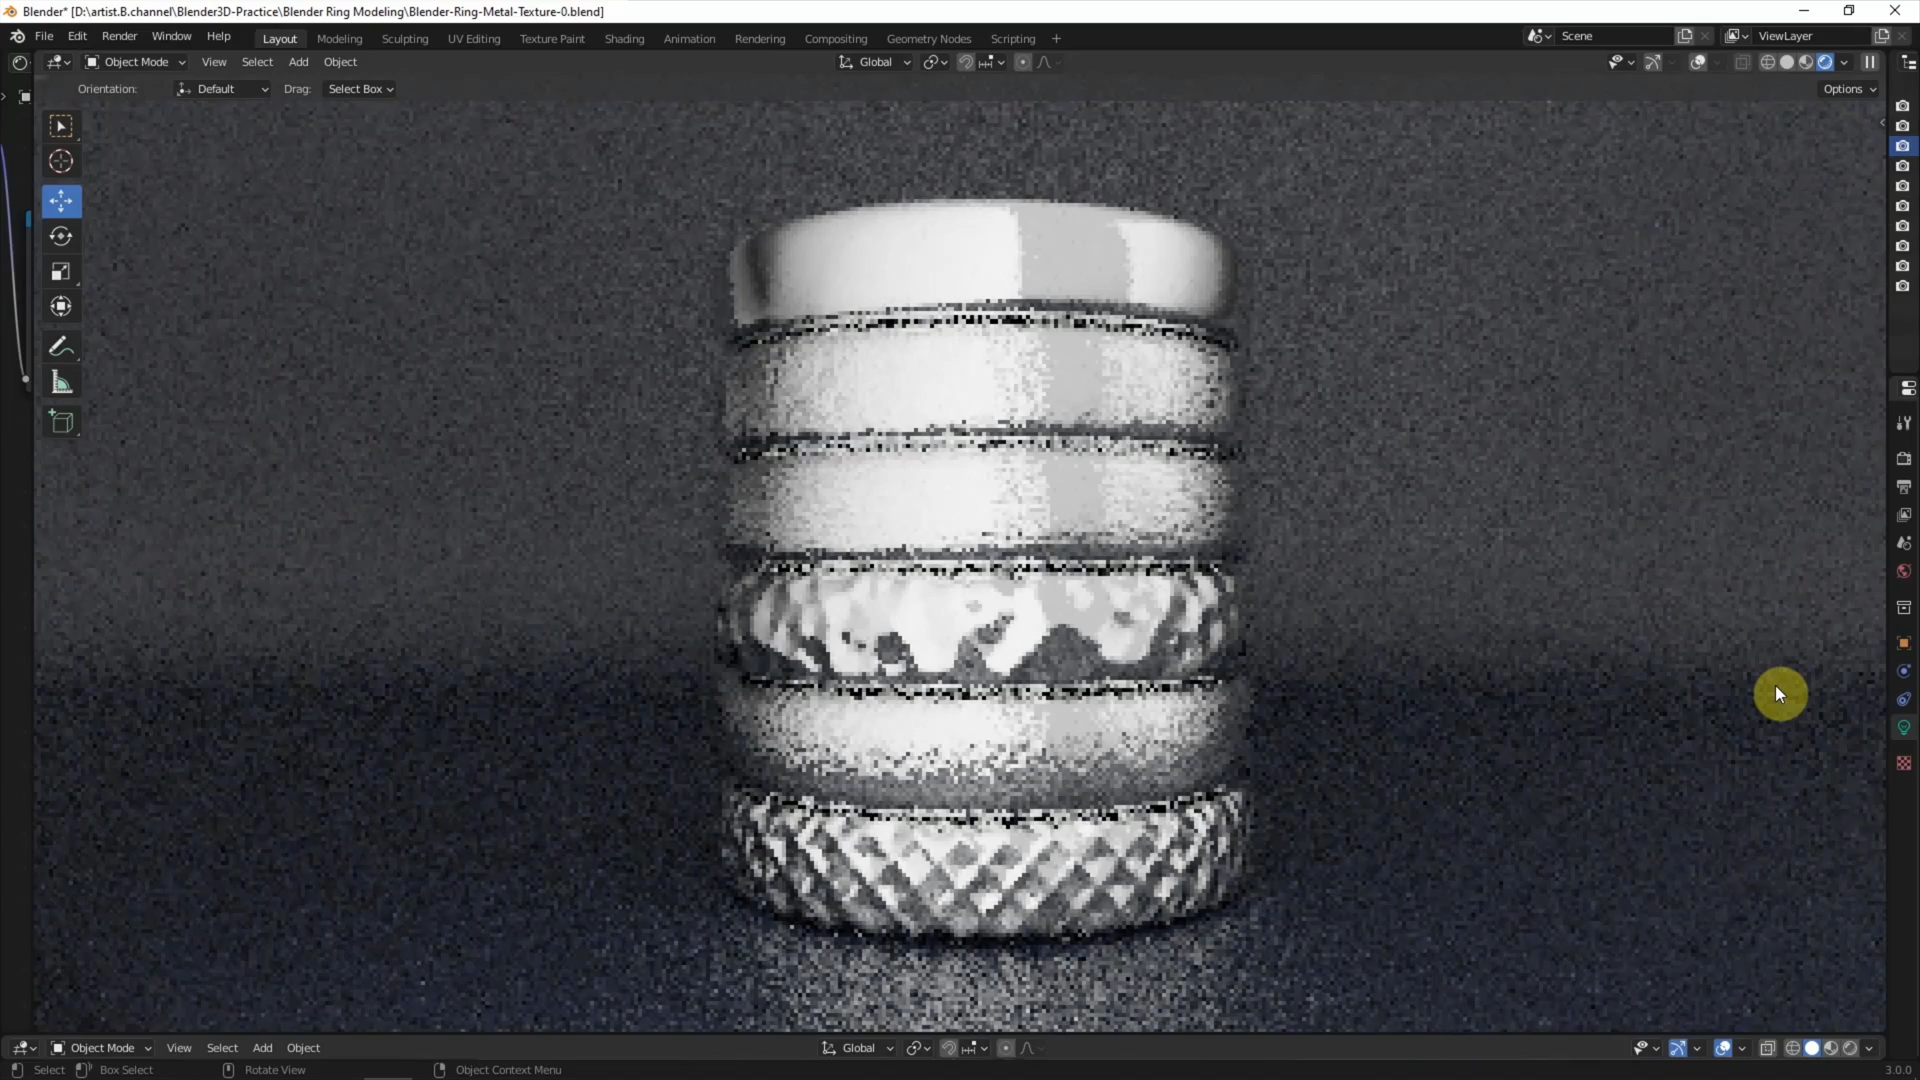 Blender* [D:\artist.B.channel\Blender3D-Practice\Blender Ring Modeling\Blender-Ring-Metal-Texture-0.blend]
File Edit Render Window Help Layout Modeling Sculpting UV Editing Texture Paint Shading Animation Rendering Compositing Geometry Nodes Scripting + Scene ViewLayer
Object Mode View Select Add Object Global
Orientation: Default Drag: Select Box Options
Object Mode View Select Add Object Global
Select Box Select Rotate View Object Context Menu 3.0.0